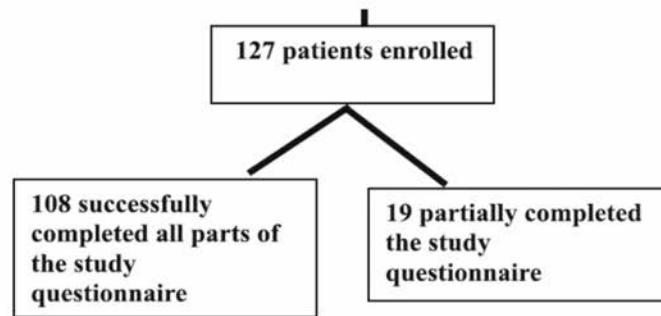 127 patients enrolled
108 successfully
completed all parts of
the study
questionnaire
19 partially completed
the study
questionnaire